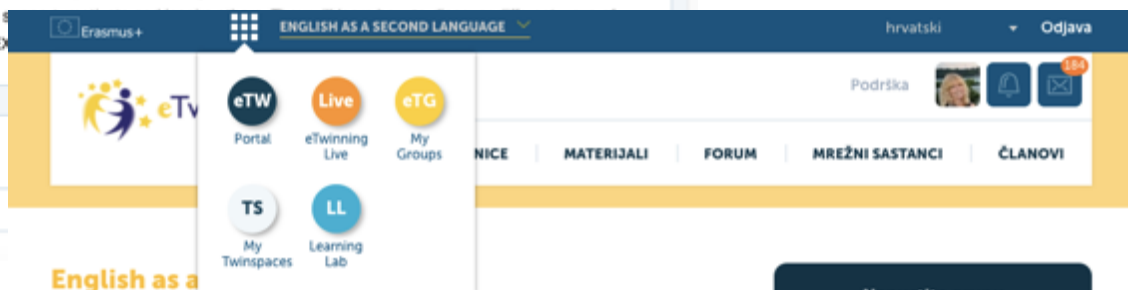 Erasmus+
ENGLISH AS A SECOND LANGUAGE
hrvatski
Odjava
eTw
Podrška
184
eTW
Live
eTG
Portal
eTwinning
Live
My
Groups
NICE
MATERIJALI
FORUM
MREŽNI SASTANCI
ČLANOVI
TS
LL
My
Twinspaces
Learning
Lab
English as a